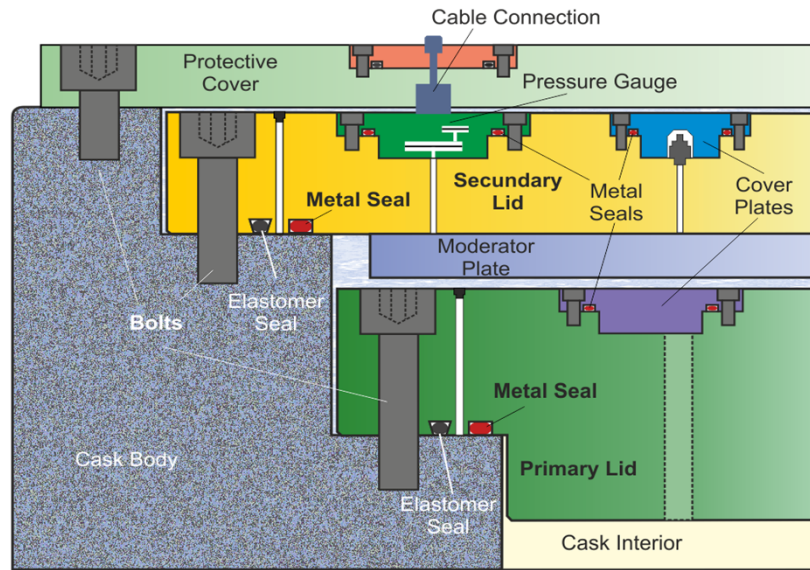 Cable Connection
Protective
Cover
Pressure Gauge
Metal Seal
Secundary
Lid
Metal
Seals
Cover
Plates
Moderator
Plate
Elastomer
Seal
Bolts
Metal Seal
Cask Body
Primary Lid
Elastomer
Seal
Cask Interior